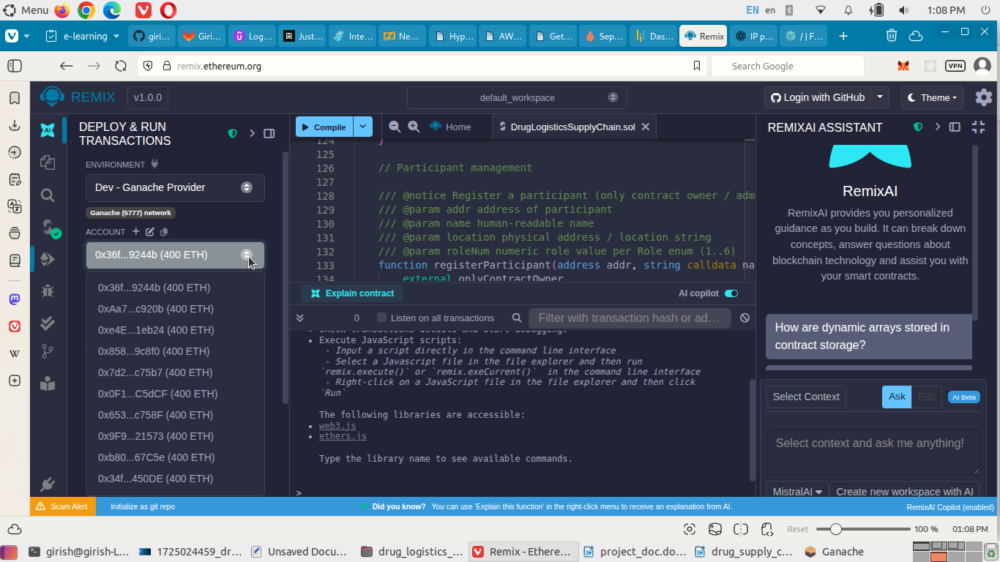 Menu
EN en 1:08 PM
e-learning giri... Giri... Log... Just... Inte... Ne... Hyp... AW... Get... Sep... Das... Remix IP p... / | F...
remix.ethereum.org
Search Google
VPN
REMIX v1.0.0
default_workspace
Login with GitHub
Theme
DEPLOY & RUN
TRANSACTIONS
ENVIRONMENT
Dev - Ganache Provider
Ganache (5777) network
ACCOUNT
0x36f...9244b (400 ETH)
0x36f...9244b (400 ETH)
0xAa7...c920b (400 ETH)
0xe4E...1eb24 (400 ETH)
0x858...9c8f0 (400 ETH)
0x7d2...c75b7 (400 ETH)
0x0F1...C5dCF (400 ETH)
0x653...c758F (400 ETH)
0x9F9...21573 (400 ETH)
0xb80...67C5e (400 ETH)
0x34f...450DE (400 ETH)
Compile
Home
DrugLogisticsSupplyChain.sol
124 }
125
126 // Participant management
127
128 /// @notice Register a participant (only contract owner / adm
129 /// @param addr address of participant
130 /// @param name human-readable name
131 /// @param location physical address / location string
132 /// @param roleNum numeric role value per Role enum (1..6)
133 function registerParticipant(address addr, string calldata na
134 external onlyContractOwner
Explain contract
AI copilot
0 Listen on all transactions
Filter with transaction hash or ad...
- Check transactions details and start debugging.
• Execute JavaScript scripts:
- Input a script directly in the command line interface
- Select a Javascript file in the file explorer and then run
`remix.execute()` or `remix.exeCurrent()` in the command line interface
- Right-click on a JavaScript file in the file explorer and then click
`Run`
The following libraries are accessible:
• web3.js
• ethers.js
Type the library name to see available commands.
>
REMIXAI ASSISTANT
RemixAI
RemixAI provides you personalized
guidance as you build. It can break down
concepts, answer questions about
blockchain technology and assist you with
your smart contracts.
How are dynamic arrays stored in
contract storage?
Select Context
Ask Edit AI Beta
Select context and ask me anything!
MistralAI
Create new workspace with AI
Scam Alert
Initialize as git repo
Did you know? You can use 'Explain this function' in the right-click menu to receive an explanation from AI.
RemixAI Copilot (enabled)
Reset 100 % 01:08 PM
girish@girish-L... 1725024459_dr... Unsaved Docu... drug_logistics_... Remix - Ethere... project_doc.do... drug_supply_c... Ganache